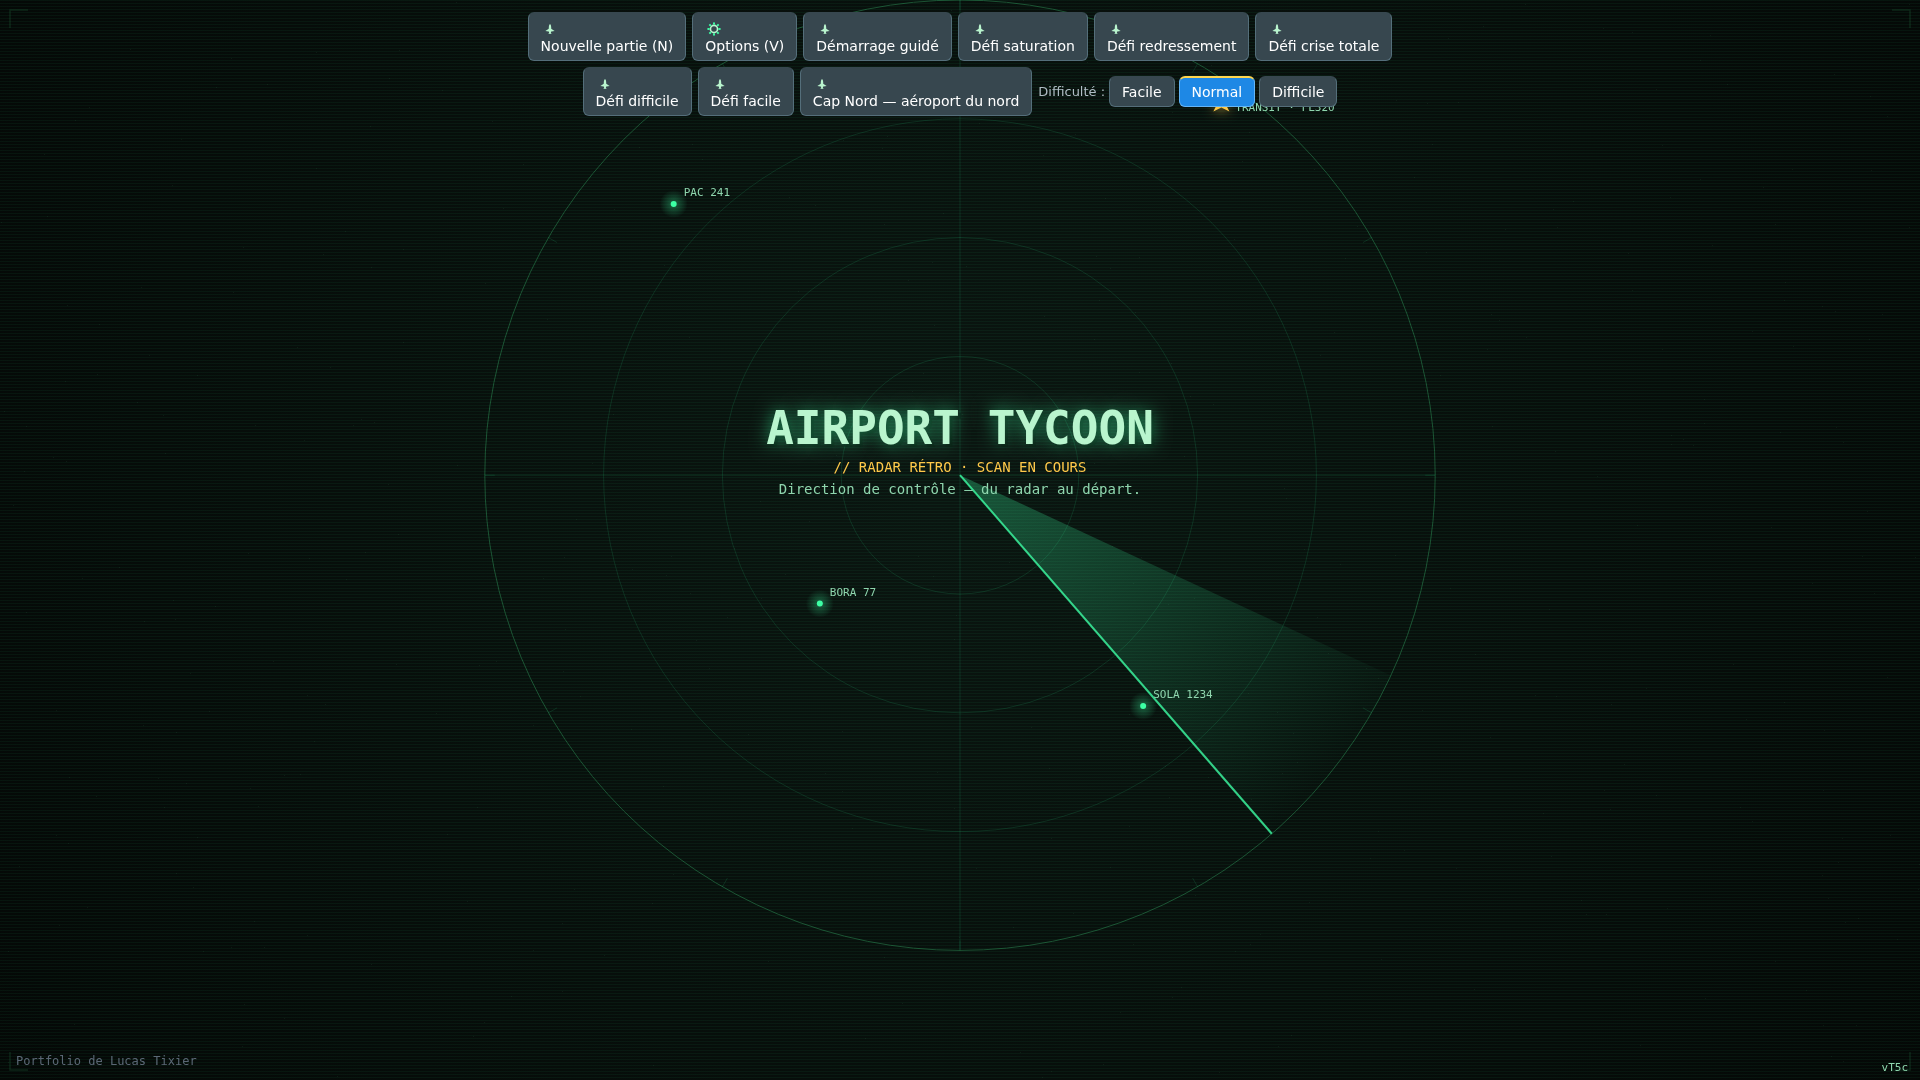 Nouvelle partie (N) Options (V) Démarrage guidé Défi saturation Défi redressement Défi crise totale
Défi difficile Défi facile Cap Nord — aéroport du nord Difficulté : Facile Normal Difficile
TRANSIT · FL320
PAC 241
AIRPORT TYCOON
// RADAR RÉTRO · SCAN EN COURS
Direction de contrôle — du radar au départ.
BORA 77
SOLA 1234
Portfolio de Lucas Tixier
vT5c